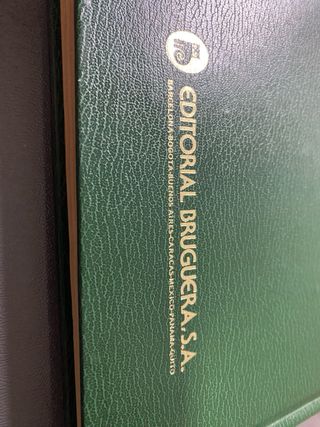 EDITORIAL BRUGUERA, S.A.
BARCELONA-BOGOTA-BUENOS AIRES-CARACAS-MEXICO-PANAMA-QUITO